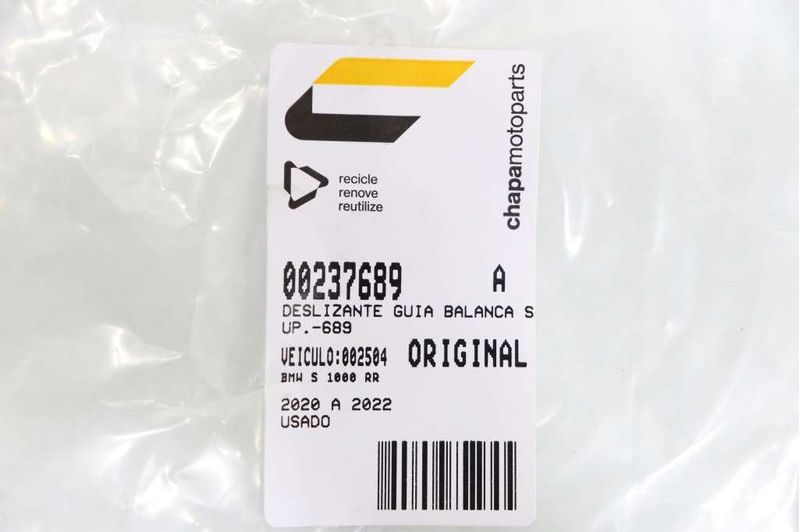 chapamotoparts
recicle
renove
reutilize
00237689 A
DESLIZANTE GUIA BALANCA S
UP.-689
VEICULO:002504 ORIGINAL
BMW S 1000 RR
2020 A 2022
USADO